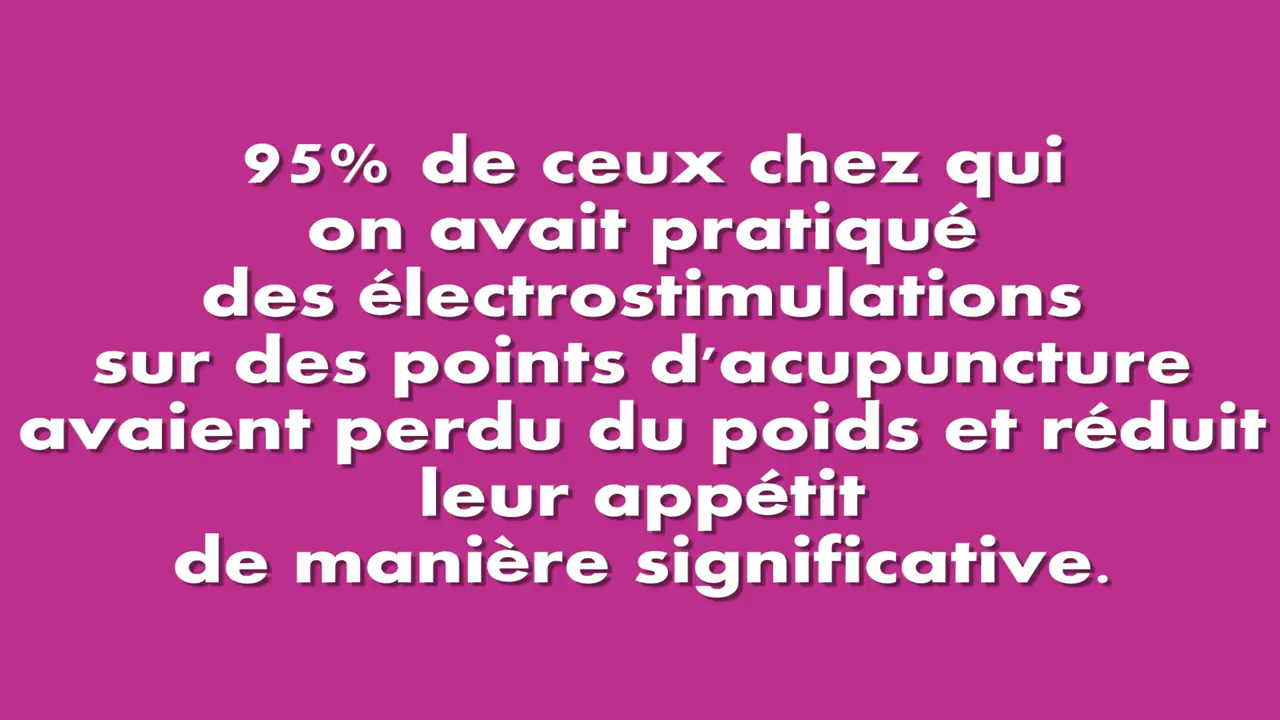 95% de ceux chez qui
on avait pratiqué
des électrostimulations
sur des points d'acupuncture
avaient perdu du poids et réduit
leur appétit
de manière significative.